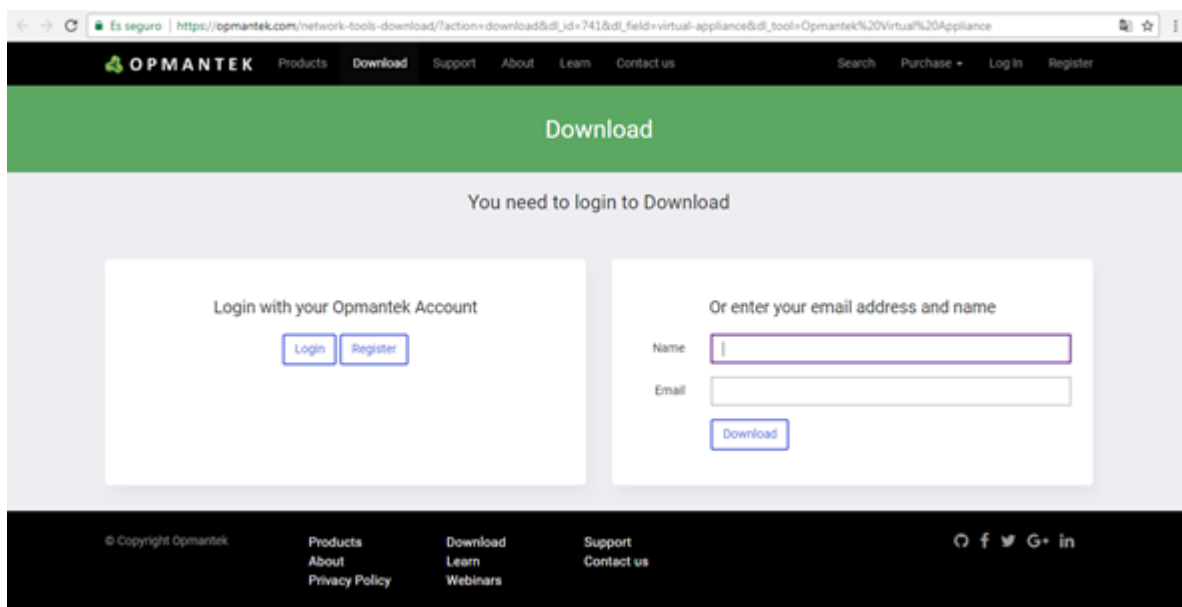 Es seguro | https://opmantek.com/network-tools-download/?action=download&dl_id=741&dl_field=virtual-appliance&dl_tool=Opmantek%20Virtual%20Appliance
OPMANTEK Products Download Support About Learn Contact us Search Purchase Log In Register
Download
You need to login to Download
Login with your Opmantek Account
Login Register
Or enter your email address and name
Name
Email
Download
© Copyright Opmantek Products Download Support
About Learn Contact us
Privacy Policy Webinars
G+ in